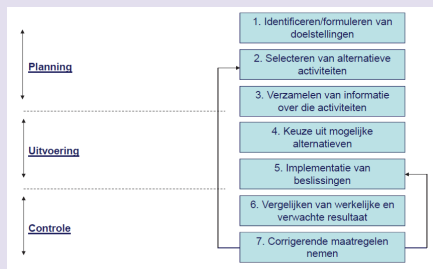 1. Identificeren/formuleren van
doelstellingen
Planning
2. Selecteren van alternatieve
activiteiten
3. Verzamelen van informatie
over die activiteiten
Uitvoering
4. Keuze uit mogelijke
alternatieven
5. Implementatie van
beslissingen
Controle
6. Vergelijken van werkelijke en
verwachte resultaat
7. Corrigerende maatregelen
nemen